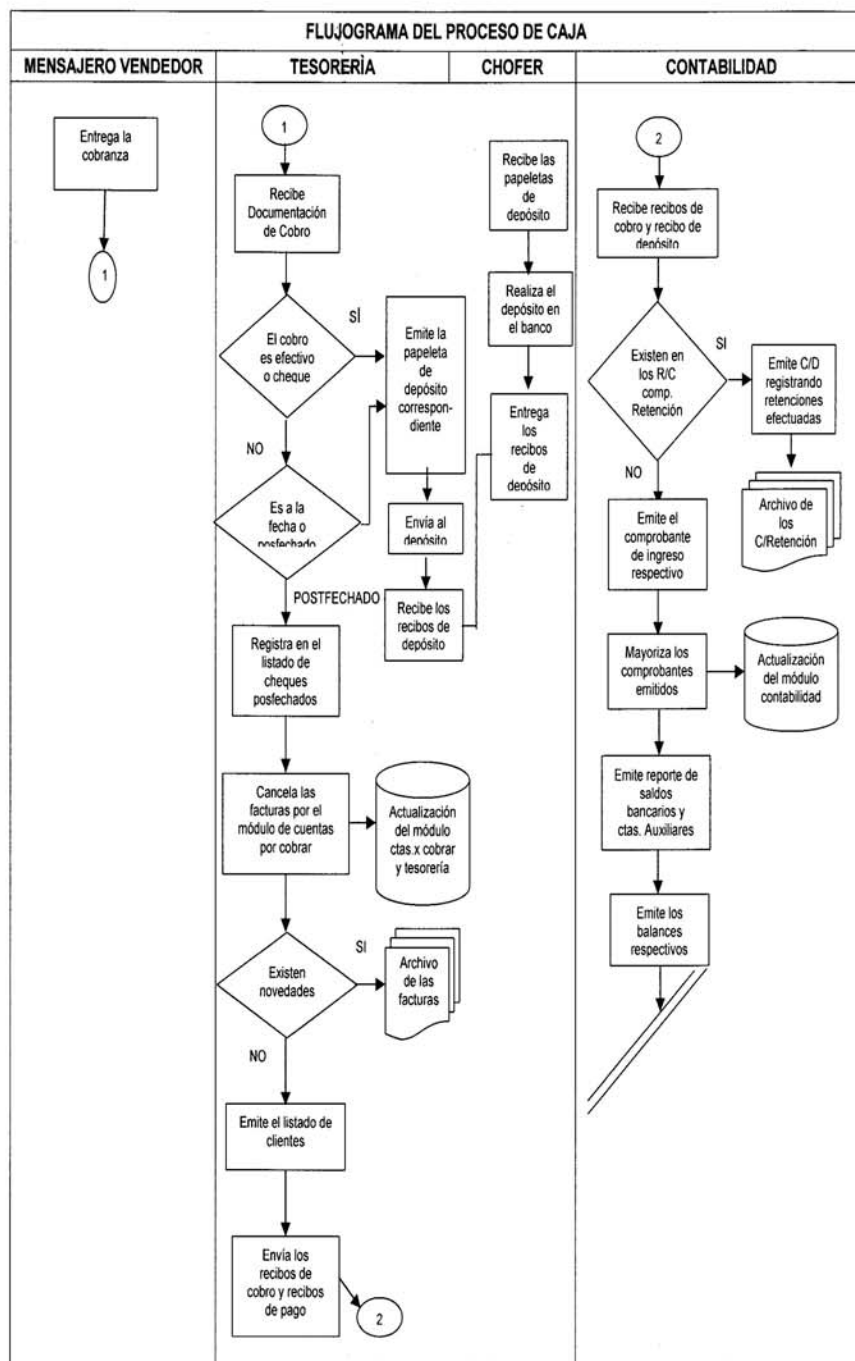 FLUJOGRAMA DEL PROCESO DE CAJA
MENSAJERO VENDEDOR
TESORERÌA
CHOFER
CONTABILIDAD
Entrega la
cobranza
1
1
Recibe
Documentación
de Cobro
El cobro
es efectivo
o cheque
SÍ
NO
Emite la
papeleta
de
depósito
correspon-
diente
Es a la
fecha o
posfechado
Envía al
depósito
POSTFECHADO
Recibe los
recibos de
depósito
Registra en el
listado de
cheques
posfechados
Cancela las
facturas por el
módulo de cuentas
por cobrar
Actualización
del módulo
ctas.x cobrar
y tesorería
Existen
novedades
SI
NO
Archivo
de las
facturas
Emite el listado de
clientes
Envía los
recibos de
cobro y recibos
de pago
2
Recibe las
papeletas
de
depósito
Realiza el
depósito en
el banco
Entrega
los
recibos
de
depósito
2
Recibe recibos de
cobro y recibo de
depósito
Existen en
los R/C
comp.
Retención
SI
NO
Emite C/D
registrando
retenciones
efectuadas
Archivo de
los
C/Retención
Emite el
comprobante
de ingreso
respectivo
Mayoriza los
comprobantes
emitidos
Actualización
del módulo
contabilidad
Emite reporte de
saldos
bancarios y
ctas. Auxiliares
Emite los
balances
respectivos